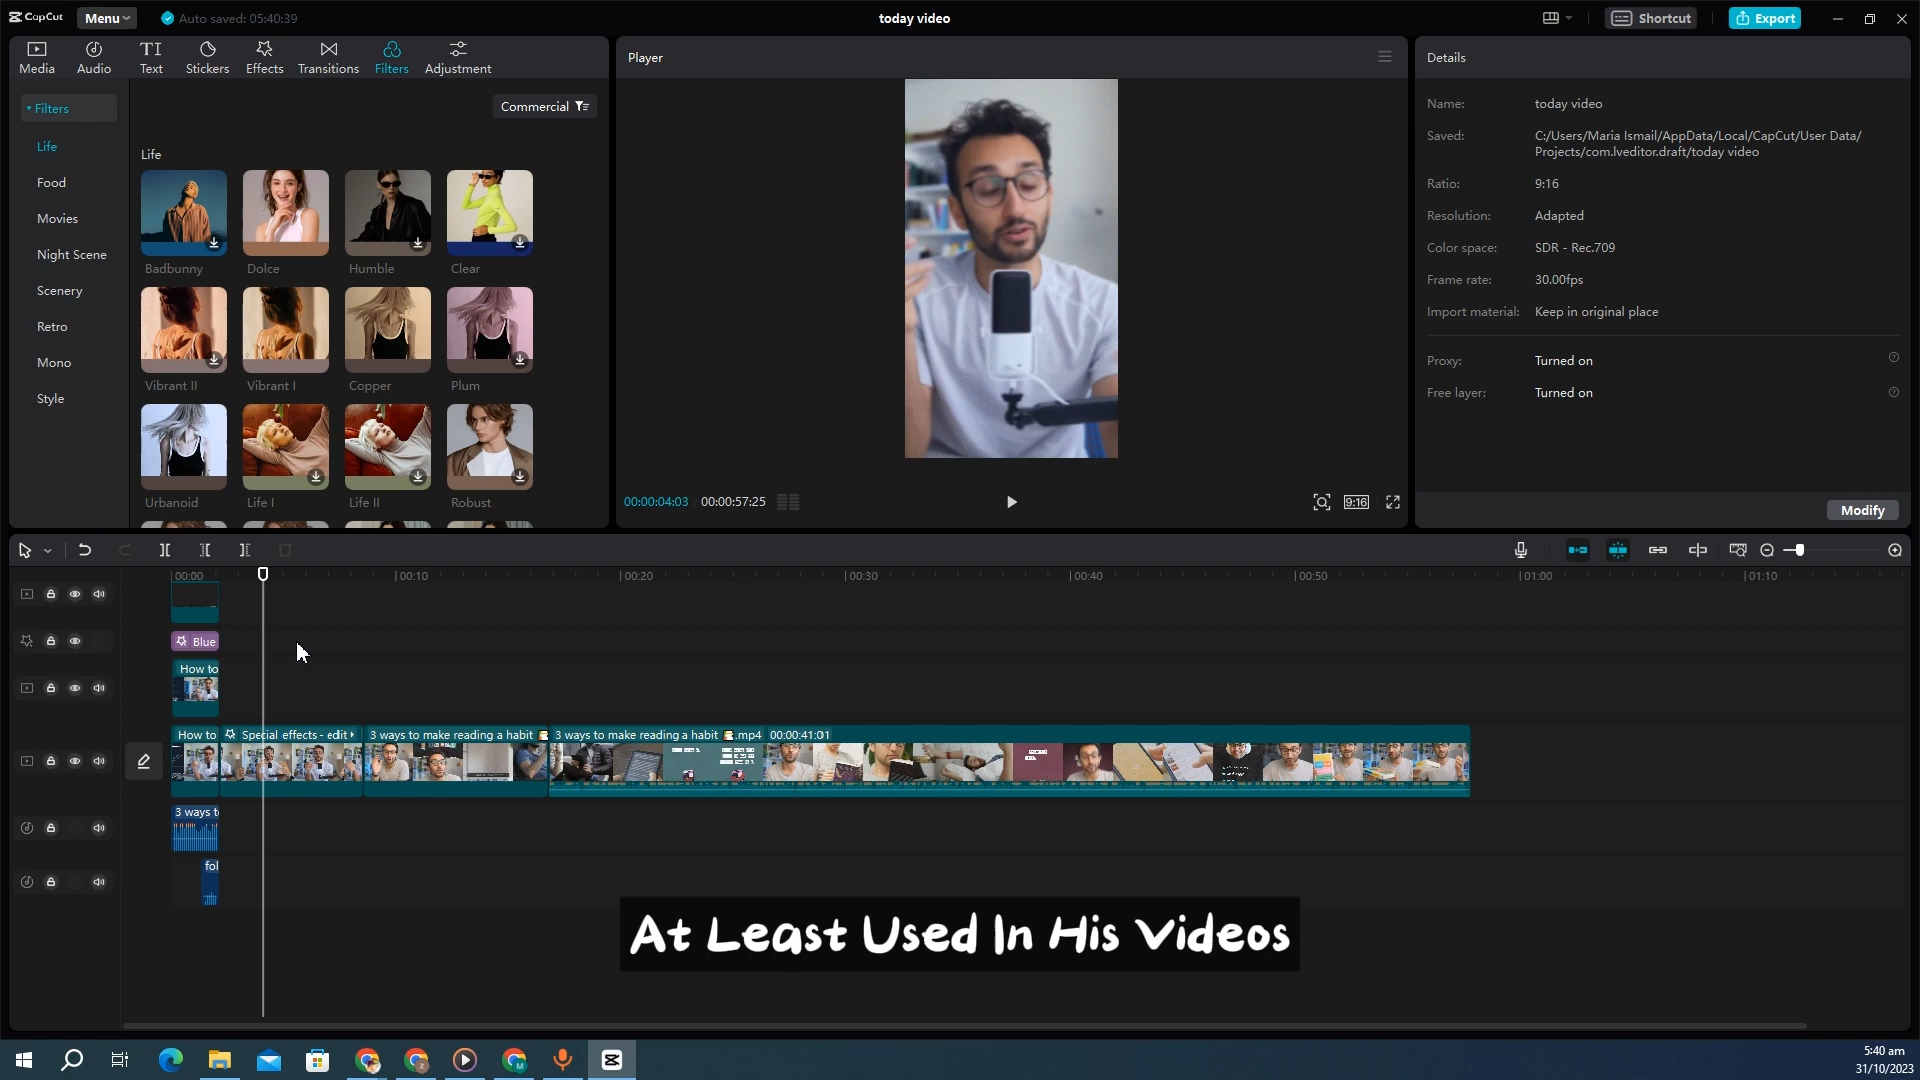 CapCut
Menu
Auto saved: 05:40:39
today video
Shortcut
Export
Media
Audio
TI
Text
Stickers
Effects
Transitions
Filters
Adjustment
Filters
Life
Food
Movies
Night Scene
Scenery
Retro
Mono
Style
Commercial
Life
Badbunny
Dolce
Humble
Clear
Vibrant II
Vibrant I
Copper
Plum
Urbanoid
Life I
Life II
Robust
Player
00:00:04:03
00:00:57:25
9:16
Details
Name: today video
Saved: C:/Users/Maria Ismail/AppData/Local/CapCut/User Data/
Projects/com.lveditor.draft/today video
Ratio: 9:16
Resolution: Adapted
Color space: SDR - Rec.709
Frame rate: 30.00fps
Import material: Keep in original place
Proxy: Turned on
Free layer: Turned on
Modify
00:00
00:10
00:20
00:30
00:40
00:50
01:00
01:10
Blue
How to
How to
Special effects - edit
3 ways to make reading a habit
3 ways to make reading a habit .mp4 00:00:41:01
3 ways to
fol
At Least Used In His Videos
5:40 am
31/10/2023